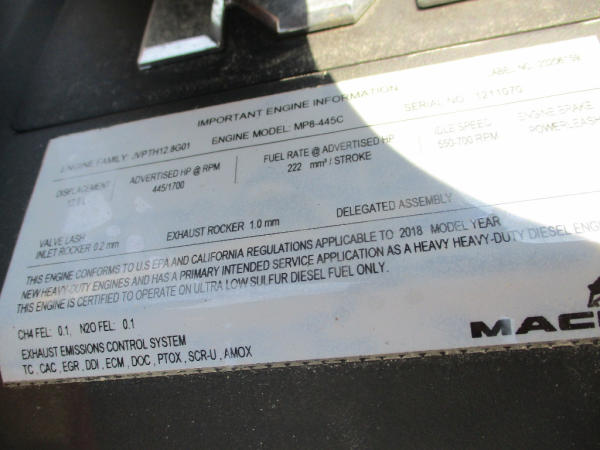 IMPORTANT ENGINE INFORMATION
LABEL NO.
ENGINE FAMILY: JVPTH12.8G01
ENGINE MODEL: MP8-445C
SERIAL NO. 1211070
DISPLACEMENT
12.8 L
ADVERTISED HP @ RPM
445/1700
FUEL RATE @ ADVERTISED HP
222 mm³ / STROKE
IDLE SPEED
550-700 RPM
ENGINE BRAKE
POWERLEASH
VALVE LASH
INLET ROCKER 0.2 mm
EXHAUST ROCKER 1.0 mm
DELEGATED ASSEMBLY
THIS ENGINE CONFORMS TO U.S EPA AND CALIFORNIA REGULATIONS APPLICABLE TO 2018 MODEL YEAR
NEW HEAVY-DUTY ENGINES AND HAS A PRIMARY INTENDED SERVICE APPLICATION AS A HEAVY HEAVY-DUTY DIESEL ENG
THIS ENGINE IS CERTIFIED TO OPERATE ON ULTRA LOW SULFUR DIESEL FUEL ONLY.
CH4 FEL: 0.1, N2O FEL: 0.1
EXHAUST EMISSIONS CONTROL SYSTEM
TC , CAC , EGR , DDI , ECM , DOC , PTOX , SCR-U , AMOX
MAC